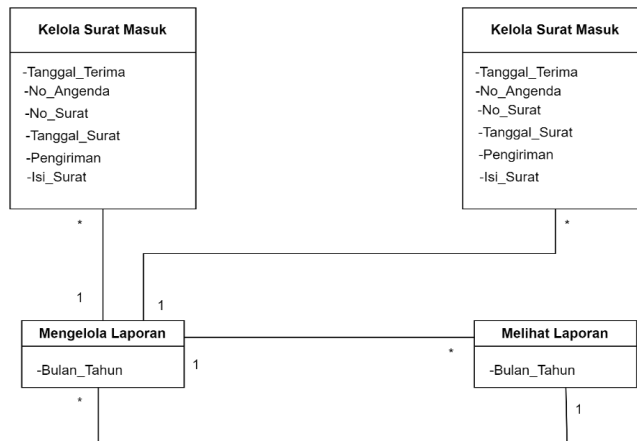 Kelola Surat Masuk
-Tanggal_Terima
-No_Angenda
-No_Surat
-Tanggal_Surat
-Pengiriman
-Isi_Surat
*
1
Kelola Surat Masuk
-Tanggal_Terima
-No_Angenda
-No_Surat
-Tanggal_Surat
-Pengiriman
-Isi_Surat
*
1
Mengelola Laporan
-Bulan_Tahun
1
*
*
Melihat Laporan
-Bulan_Tahun
1